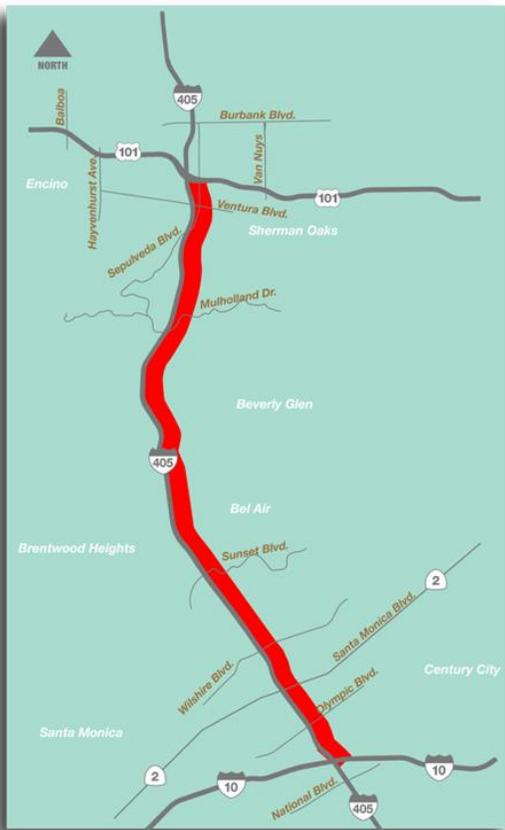 405
NORTH
Balboa
Burbank Blvd.
101
Van Nuys
Encino
Hayvenhurst Ave.
101
Ventura Blvd.
Sherman Oaks
Sepulveda Blvd.
Mulholland Dr.
Beverly Glen
405
Bel Air
Brentwood Heights
Sunset Blvd.
2
Santa Monica Blvd.
Wilshire Blvd.
Century City
Olympic Blvd.
Santa Monica
2
10
10
National Blvd.
405